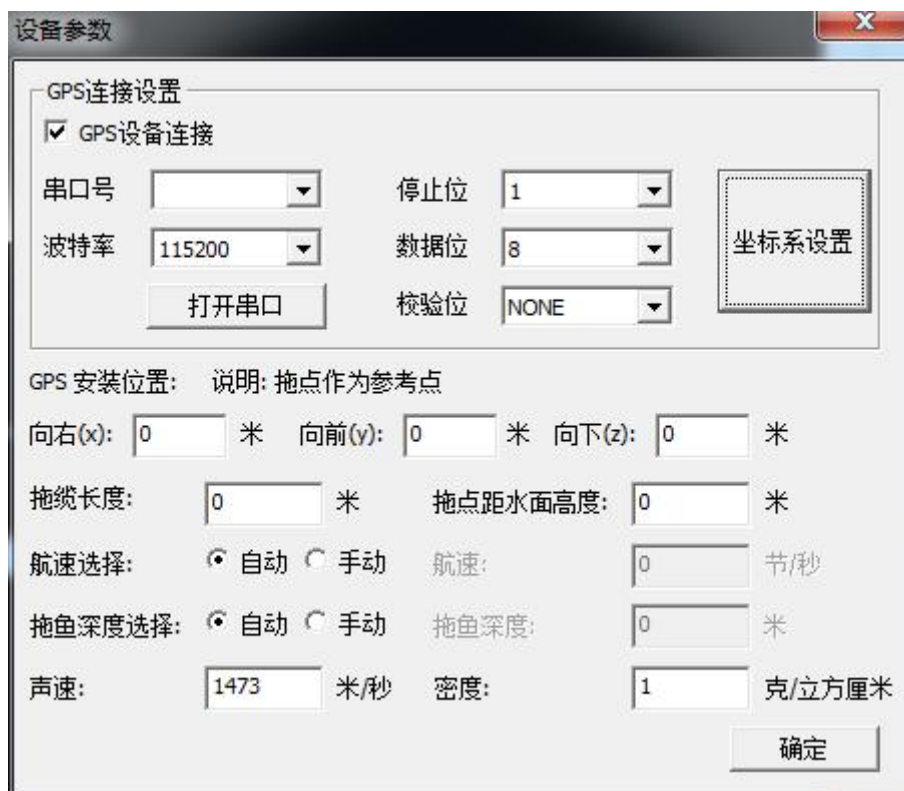 设备参数
GPS连接设置
GPS设备连接
串口号 停止位 1
波特率 115200 数据位 8 坐标系设置
打开串口 校验位 NONE
GPS 安装位置: 说明: 拖点作为参考点
向右(x): 0 米 向前(y): 0 米 向下(z): 0 米
拖缆长度: 0 米 拖点距水面高度: 0 米
航速选择: 自动 手动 航速: 0 节/秒
拖鱼深度选择: 自动 手动 拖鱼深度: 0 米
声速: 1473 米/秒 密度: 1 克/立方厘米
确定